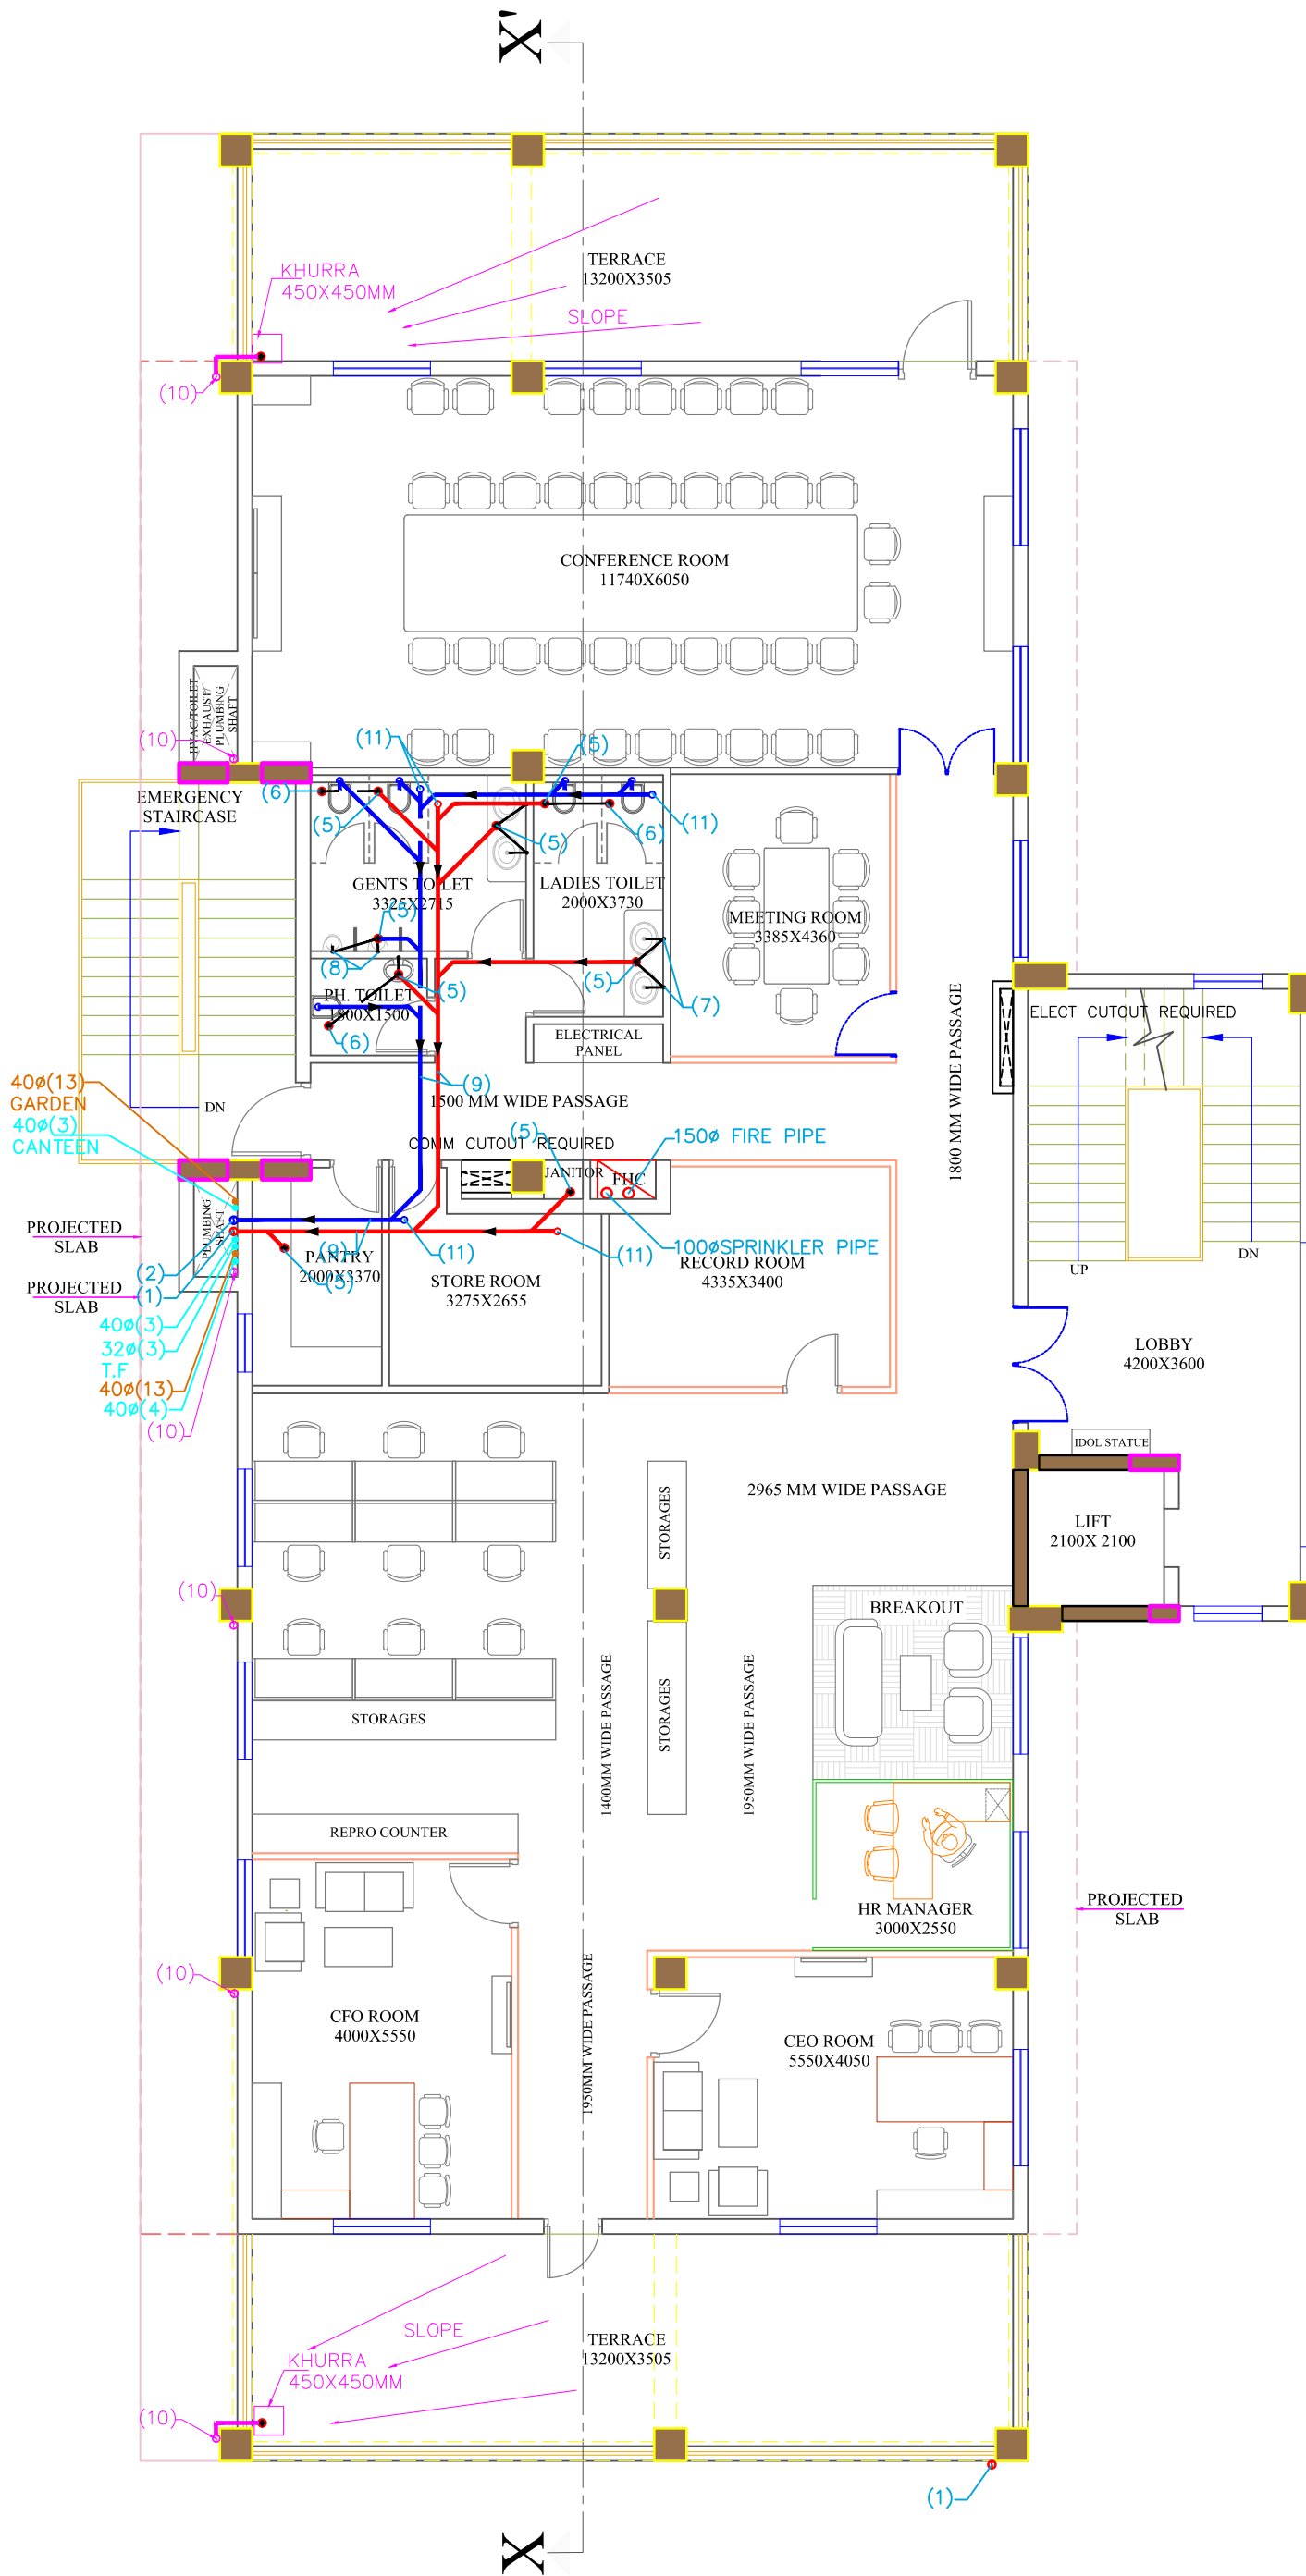 X'
TERRACE
13200X3505
KHURRA
450X450MM
SLOPE
(10)
CONFERENCE ROOM
11740X6050
HVAC/TOILET
EXHAUST/
PLUMBING
SHAFT
(10)
(11)
(5)
EMERGENCY
STAIRCASE
(6)
(5)
(5)
(6)
(11)
GENTS TOILET
3325X2715
LADIES TOILET
2000X3730
(5)
MEETING ROOM
3385X4360
(8)
(5)
(5)
(7)
PH. TOILET
1800X1500
(6)
ELECTRICAL
PANEL
1800 MM WIDE PASSAGE
ELECT CUTOUT REQUIRED
40ø(13)
GARDEN
40ø(3)
CANTEEN
DN
(9)
1500 MM WIDE PASSAGE
COMM CUTOUT REQUIRED
(5)
150ø FIRE PIPE
JANITOR
FHC
PLUMBING
SHAFT
PROJECTED
SLAB
(9)
(11)
(11)
100øSPRINKLER PIPE
PANTRY
2000X3370
(5)
STORE ROOM
3275X2655
RECORD ROOM
4335X3400
UP
DN
(2)
(1)
PROJECTED
SLAB
40ø(3)
32ø(3)
T.F
40ø(13)
40ø(4)
(10)
LOBBY
4200X3600
IDOL STATUE
2965 MM WIDE PASSAGE
LIFT
2100X 2100
STORAGES
(10)
BREAKOUT
STORAGES
STORAGES
1400MM WIDE PASSAGE
1950MM WIDE PASSAGE
REPRO COUNTER
HR MANAGER
3000X2550
PROJECTED
SLAB
(10)
CFO ROOM
4000X5550
1950MM WIDE PASSAGE
CEO ROOM
5550X4050
SLOPE
TERRACE
13200X3505
KHURRA
450X450MM
(10)
(1)
X